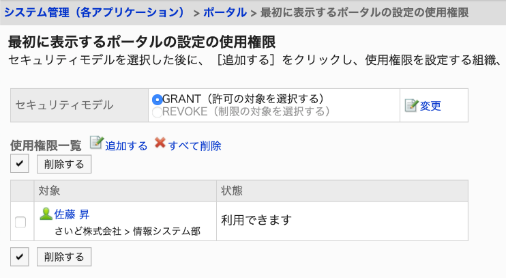 システム管理（各アプリケーション） > ポータル > 最初に表示するポータルの設定の使用権限
最初に表示するポータルの設定の使用権限
セキュリティモデルを選択した後に、［追加する］をクリックし、使用権限を設定する組織、
セキュリティモデル
GRANT（許可の対象を選択する）
REVOKE（制限の対象を選択する）
変更
使用権限一覧 追加する すべて削除
削除する
対象 状態
佐藤 昇
さいど株式会社 > 情報システム部
利用できます
削除する